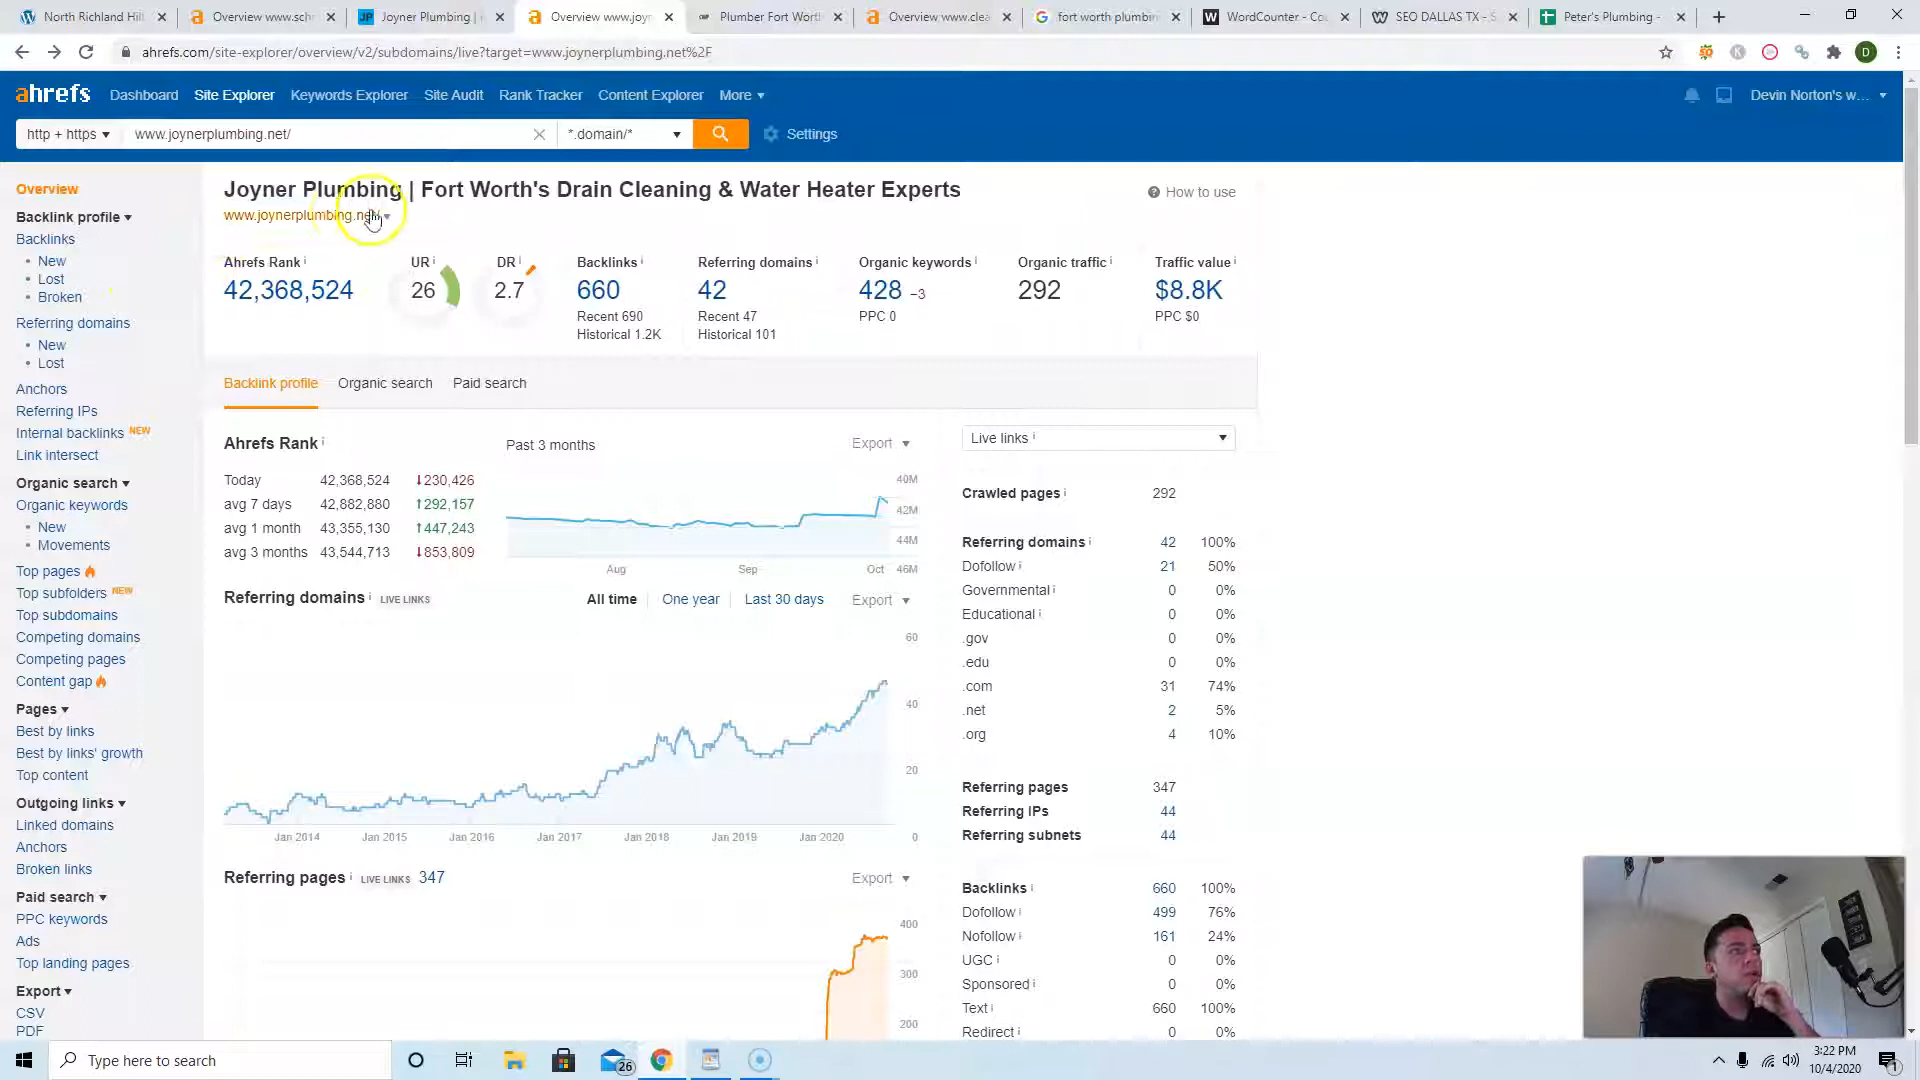 North Richland Hill
Overview www.schr
Joyner Plumbing |
Overview www.joyn
Plumber Fort Worth
Overview www.clea
fort worth plumbin
WordCounter - Cou
SEO DALLAS TX - S
Peter's Plumbing -
ahrefs.com/site-explorer/overview/v2/subdomains/live?target=www.joynerplumbing.net%2F
D
ahrefs
Dashboard
Site Explorer
Keywords Explorer
Site Audit
Rank Tracker
Content Explorer
More
Devin Norton's w...
http + https
www.joynerplumbing.net/
*.domain/*
Settings
Overview
Backlink profile
Backlinks
New
Lost
Broken
Referring domains
New
Lost
Anchors
Referring IPs
Internal backlinks NEW
Link intersect
Organic search
Organic keywords
New
Movements
Top pages
Top subfolders NEW
Top subdomains
Competing domains
Competing pages
Content gap
Pages
Best by links
Best by links' growth
Top content
Outgoing links
Linked domains
Anchors
Broken links
Paid search
PPC keywords
Ads
Top landing pages
Export
CSV
PDF
Joyner Plumbing | Fort Worth's Drain Cleaning & Water Heater Experts
How to use
www.joynerplumbing.net/
Ahrefs Rank
42,368,524
UR
26
DR
2.7
Backlinks
660
Recent 690
Historical 1.2K
Referring domains
42
Recent 47
Historical 101
Organic keywords
428 -3
PPC 0
Organic traffic
292
Traffic value
$8.8K
PPC $0
Backlink profile
Organic search
Paid search
Ahrefs Rank
Past 3 months
Export
Today 42,368,524 ↓230,426
avg 7 days 42,882,880 ↑292,157
avg 1 month 43,355,130 ↑447,243
avg 3 months 43,544,713 ↓853,809
40M
42M
44M
46M
Aug Sep Oct
Referring domains LIVE LINKS
All time
One year
Last 30 days
Export
60
40
20
0
Jan 2014 Jan 2015 Jan 2016 Jan 2017 Jan 2018 Jan 2019 Jan 2020
Referring pages LIVE LINKS 347
Export
400
300
200
Live links
Crawled pages 292
Referring domains 42 100%
Dofollow 21 50%
Governmental 0 0%
Educational 0 0%
.gov 0 0%
.edu 0 0%
.com 31 74%
.net 2 5%
.org 4 10%
Referring pages 347
Referring IPs 44
Referring subnets 44
Backlinks 660 100%
Dofollow 499 76%
Nofollow 161 24%
UGC 0 0%
Sponsored 0 0%
Text 660 100%
Redirect 0 0%
Type here to search
26
3:22 PM
10/4/2020
1